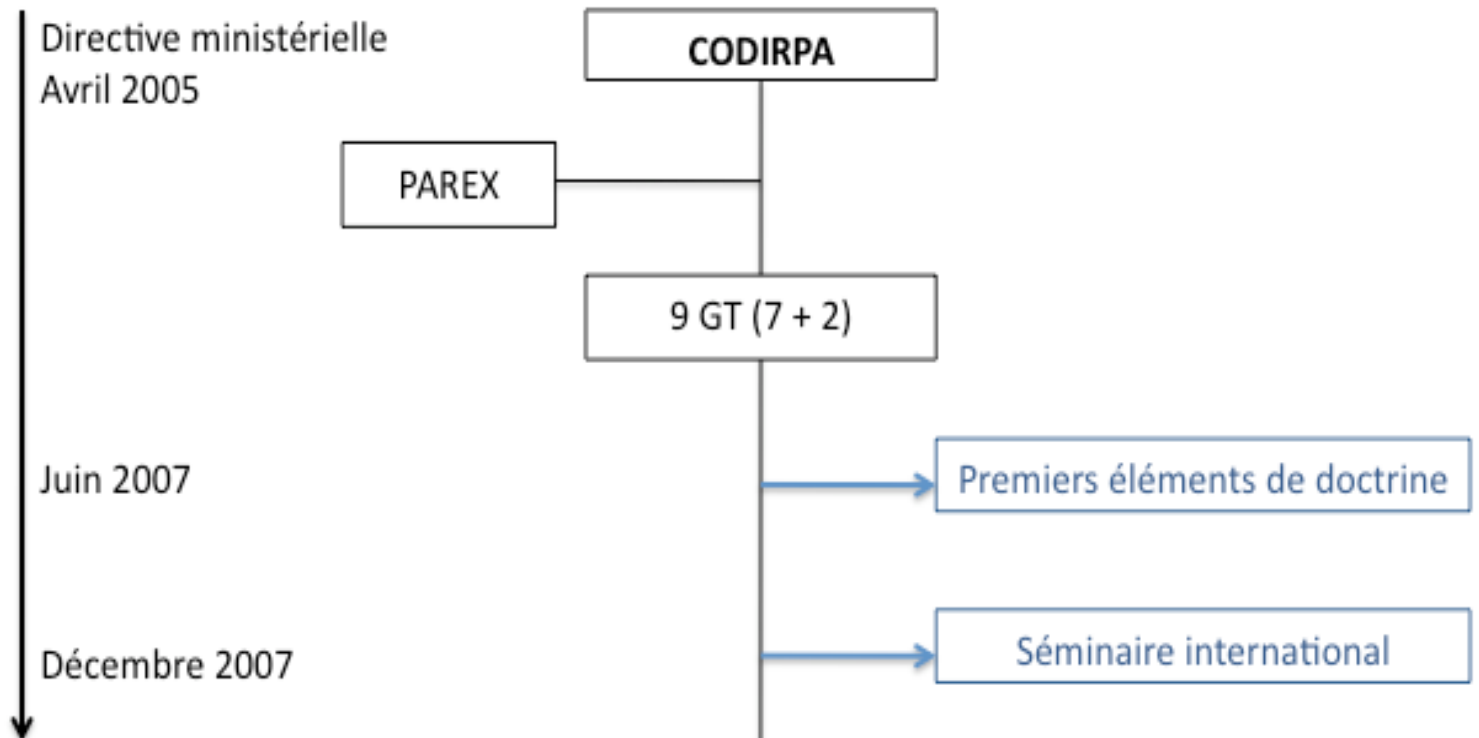 Directive ministérielle
Avril 2005
CODIRPA
PAREX
9 GT (7 + 2)
Juin 2007
Premiers éléments de doctrine
Décembre 2007
Séminaire international